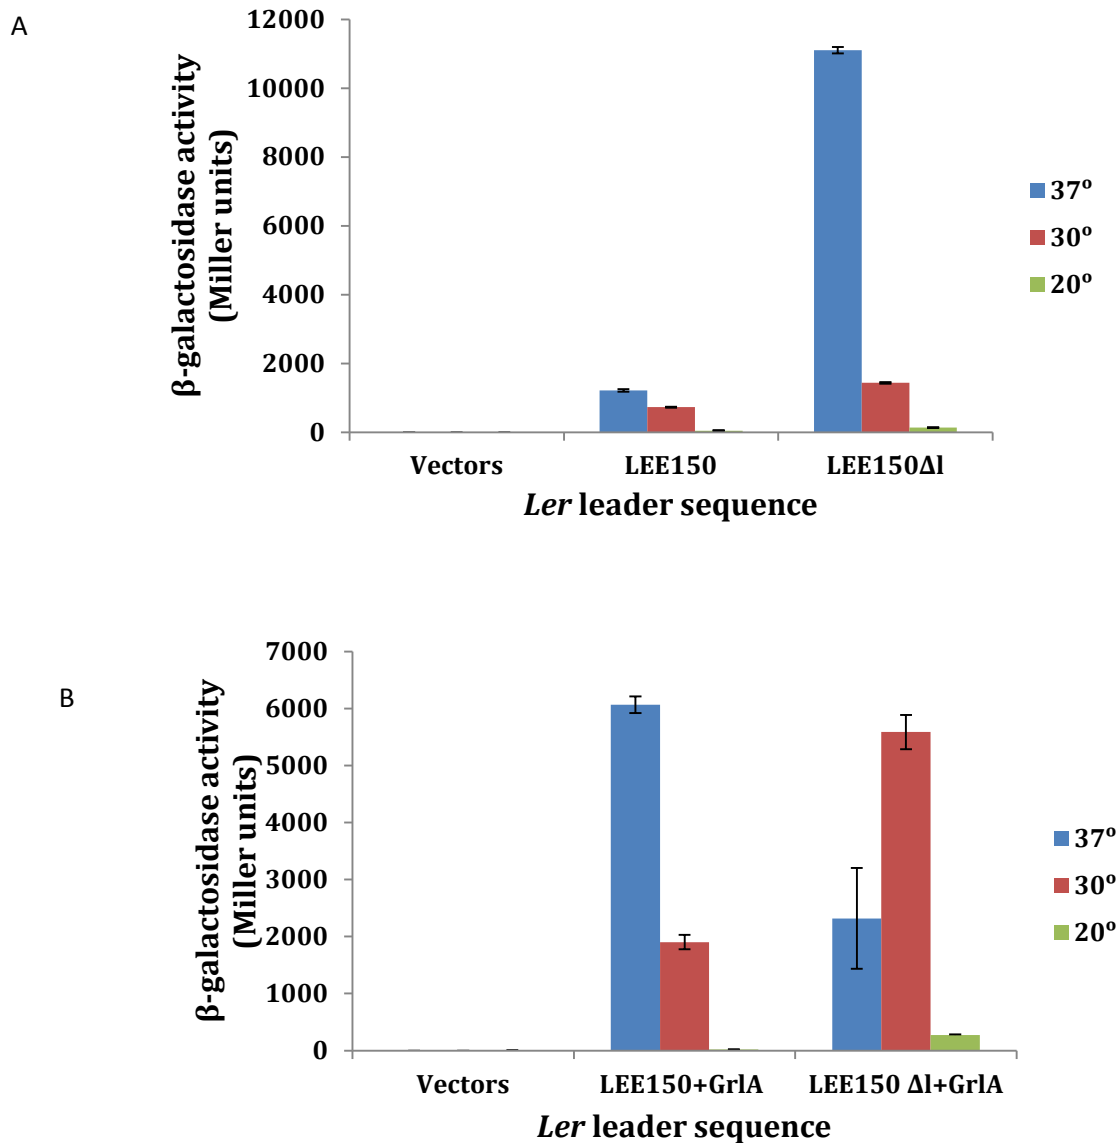 A
β-galactosidase activity
(Miller units)
12000
10000
8000
6000
4000
2000
0
Vectors
LEE150
LEE150Δl
Ler leader sequence
37º
30º
20º
B
β-galactosidase activity
(Miller units)
7000
6000
5000
4000
3000
2000
1000
0
Vectors
LEE150+GrlA
LEE150 Δl+GrlA
Ler leader sequence
37º
30º
20º